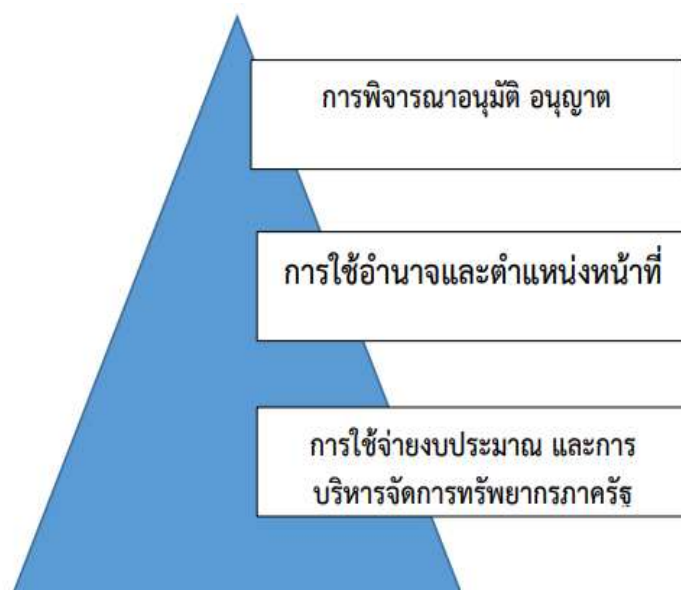 การพิจารณาอนุมัติ อนุญาต
การใช้อำนาจและตำแหน่งหน้าที่
การใช้จ่ายงบประมาณ และการ
บริหารจัดการทรัพยากรภาครัฐ